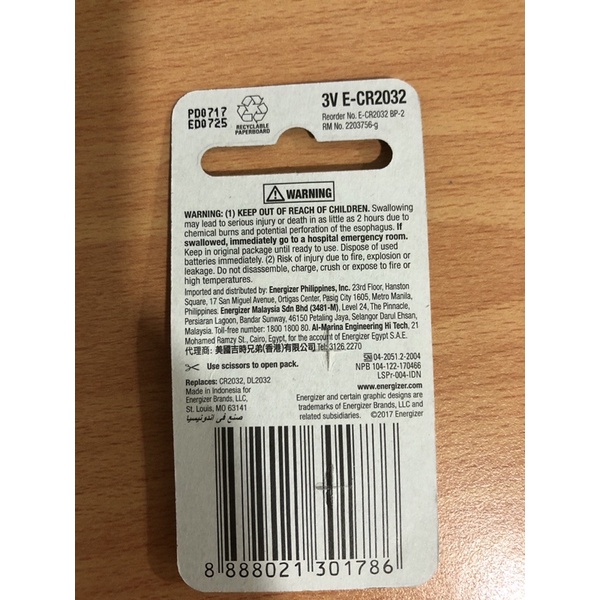 PD0717
ED0725
RECYCLABLE
PAPERBOARD
3V E-CR2032
Reorder No. E-CR2032 BP-2
RM No. 2203756-g
WARNING
WARNING: (1) KEEP OUT OF REACH OF CHILDREN. Swallowing
may lead to serious injury or death in as little as 2 hours due to
chemical burns and potential perforation of the esophagus. If
swallowed, immediately go to a hospital emergency room.
Keep in original package until ready to use. Dispose of used
batteries immediately. (2) Risk of injury due to fire, explosion or
leakage. Do not disassemble, charge, crush or expose to fire or
high temperatures.
Imported and distributed by: Energizer Philippines, Inc. 23rd Floor, Hanston
Square, 17 San Miguel Avenue, Ortigas Center, Pasig City 1605, Metro Manila,
Philippines. Energizer Malaysia Sdn Bhd (3481-M), Level 24, The Pinnacle,
Persiaran Lagoon, Bandar Sunway, 46150 Petaling Jaya, Selangor Darul Ehsan,
Malaysia. Toll-free number: 1800 1800 80. Al-Marina Engineering Hi Tech, 21
Mohamed Ramzy St., Cairo, Egypt, for the account of Energizer Egypt S.A.E.
代理商: 美國吉時兄弟(香港)有限公司 Tel: 3126.2270
Use scissors to open pack.
04-2051.2-2004
NPB 104-122-170466
LSPr-004-IDN
Replaces: CR2032, DL2032
Made in Indonesia for
Energizer Brands, LLC,
St. Louis, MO 63141
صنع في اندونيسيا
Energizer and certain graphic designs are
trademarks of Energizer Brands, LLC and
related subsidiaries. ©2017 Energizer
www.energizer.com
8 888021 301786